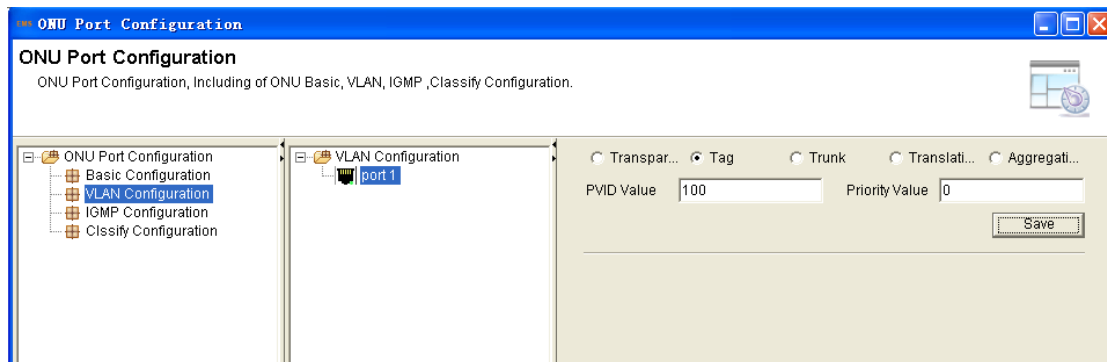 EMS ONU Port Configuration
ONU Port Configuration
ONU Port Configuration, Including of ONU Basic, VLAN, IGMP ,Classify Configuration.
ONU Port Configuration
Basic Configuration
VLAN Configuration
IGMP Configuration
Clssify Configuration
VLAN Configuration
port 1
Transpar... Tag Trunk Translati... Aggregati...
PVID Value 100 Priority Value 0
Save